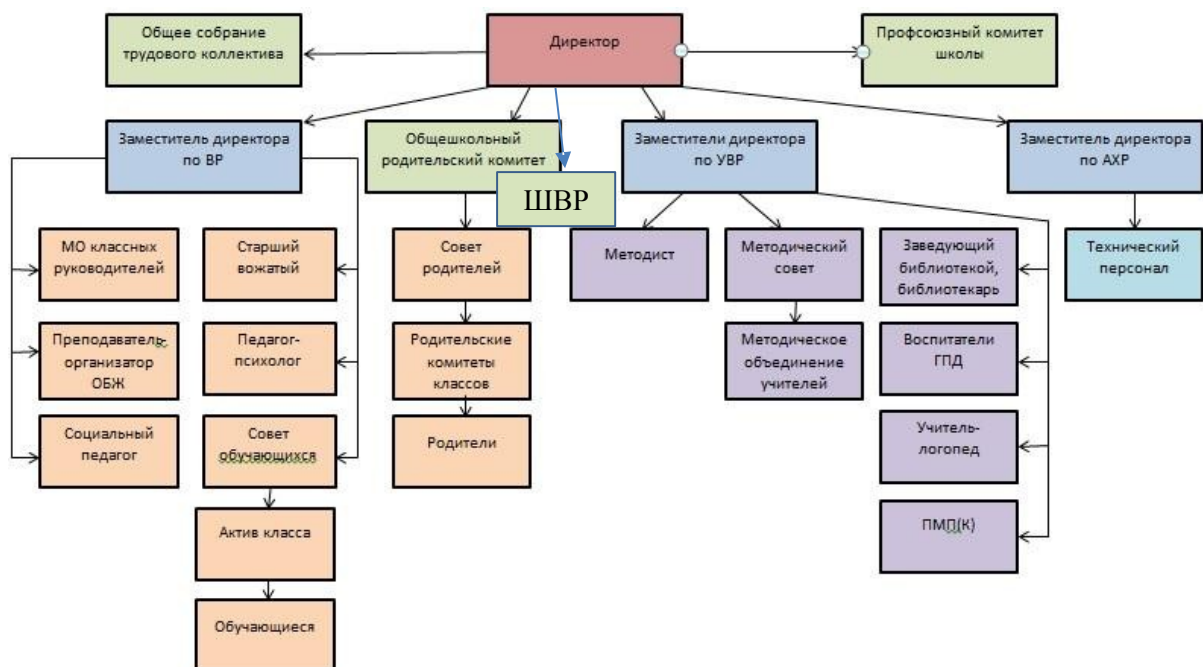 Общее собрание
трудового коллектива
Директор
Профсоюзный комитет
школы
Заместитель директора
по ВР
Общешкольный
родительский комитет
ШВР
Заместители директора
по УВР
Заместитель директора
по АХР
МО классных
руководителей
Старший
вожатый
Совет
родителей
Методист
Методический
совет
Заведующий
библиотекой,
библиотекарь
Технический
персонал
Преподаватель-
организатор
ОБЖ
Педагог-
психолог
Родительские
комитеты
классов
Методическое
объединение
учителей
Воспитатели
ГПД
Социальный
педагог
Совет
обучающихся
Родители
Учитель-
логопед
Актив класса
ПМП(К)
Обучающиеся